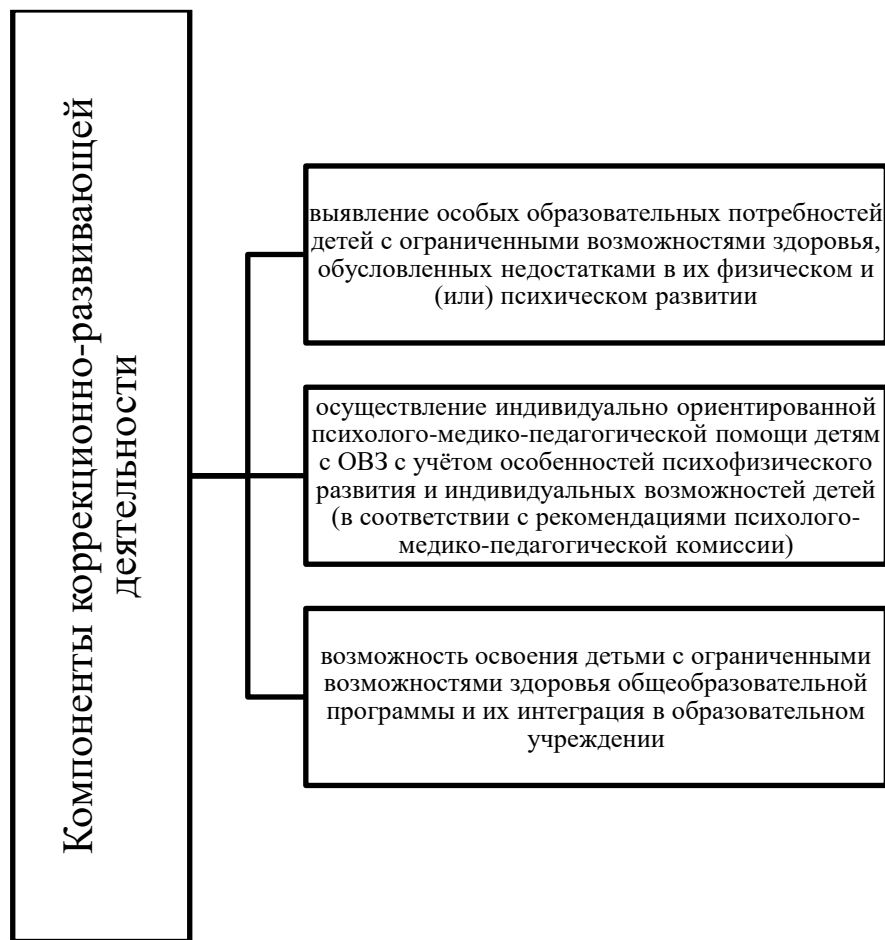 Компоненты коррекционно-развивающей
деятельности
выявление особых образовательных потребностей
детей с ограниченными возможностями здоровья,
обусловленных недостатками в их физическом и
(или) психическом развитии
осуществление индивидуально ориентированной
психолого-медико-педагогической помощи детям
с ОВЗ с учётом особенностей психофизического
развития и индивидуальных возможностей детей
(в соответствии с рекомендациями психолого-
медико-педагогической комиссии)
возможность освоения детьми с ограниченными
возможностями здоровья общеобразовательной
программы и их интеграция в образовательном
учреждении